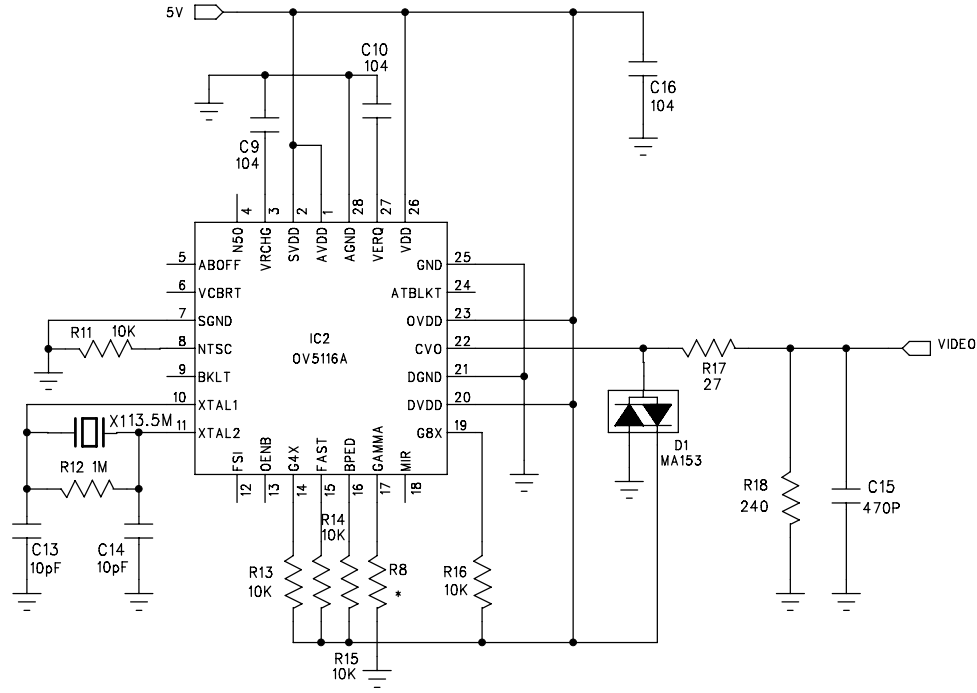 5V
C10
104
C16
104
C9
104
4
3
2
1
28
27
26
N50
VRCHG
SVDD
AVDD
AGND
VERQ
VDD
5
ABOFF
GND
25
6
VCBRT
ATBLKT
24
7
SGND
OVDD
23
R11
10K
8
NTSC
IC2
OV5116A
CVO
22
VIDEO
R17
27
9
BKLT
DGND
21
10
XTAL1
DVDD
20
X1
13.5M
11
XTAL2
G8X
19
D1
MA153
R12
1M
FSI
OENB
G4X
FAST
BPED
GAMMA
MIR
12
13
14
15
16
17
18
R18
240
C15
470P
R14
10K
C13
10pF
C14
10pF
R13
10K
R8
*
R16
10K
R15
10K